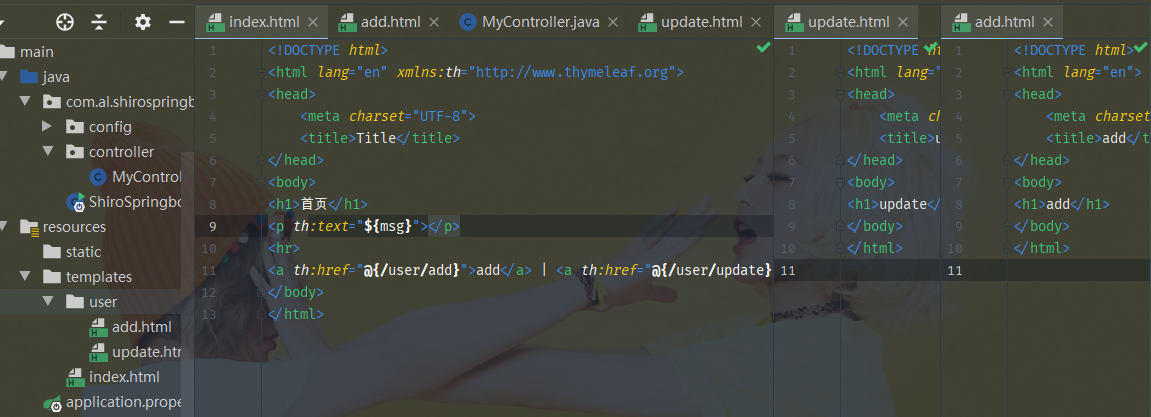 index.html add.html MyController.java update.html update.html add.html
main
java
com.al.shirospringb
config
controller
MyControl
ShiroSpringbo
resources
static
templates
user
add.html
update.htm
index.html
application.prope
1 <!DOCTYPE html>
2 <html lang="en" xmlns:th="http://www.thymeleaf.org">
3 <head>
4 <meta charset="UTF-8">
5 <title>Title</title>
6 </head>
7 <body>
8 <h1>首页</h1>
9 <p th:text="${msg}"></p>
10 <hr>
11 <a th:href="@{/user/add}">add</a> | <a th:href="@{/user/update}
12 </body>
13 </html>
1 <!DOCTYPE ht
2 <html lang="
3 <head>
4 <meta ch
5 <title>u
6 </head>
7 <body>
8 <h1>update</
9 </body>
10 </html>
11
1 <!DOCTYPE html>
2 <html lang="en">
3 <head>
4 <meta charset
5 <title>add</t
6 </head>
7 <body>
8 <h1>add</h1>
9 </body>
10 </html>
11